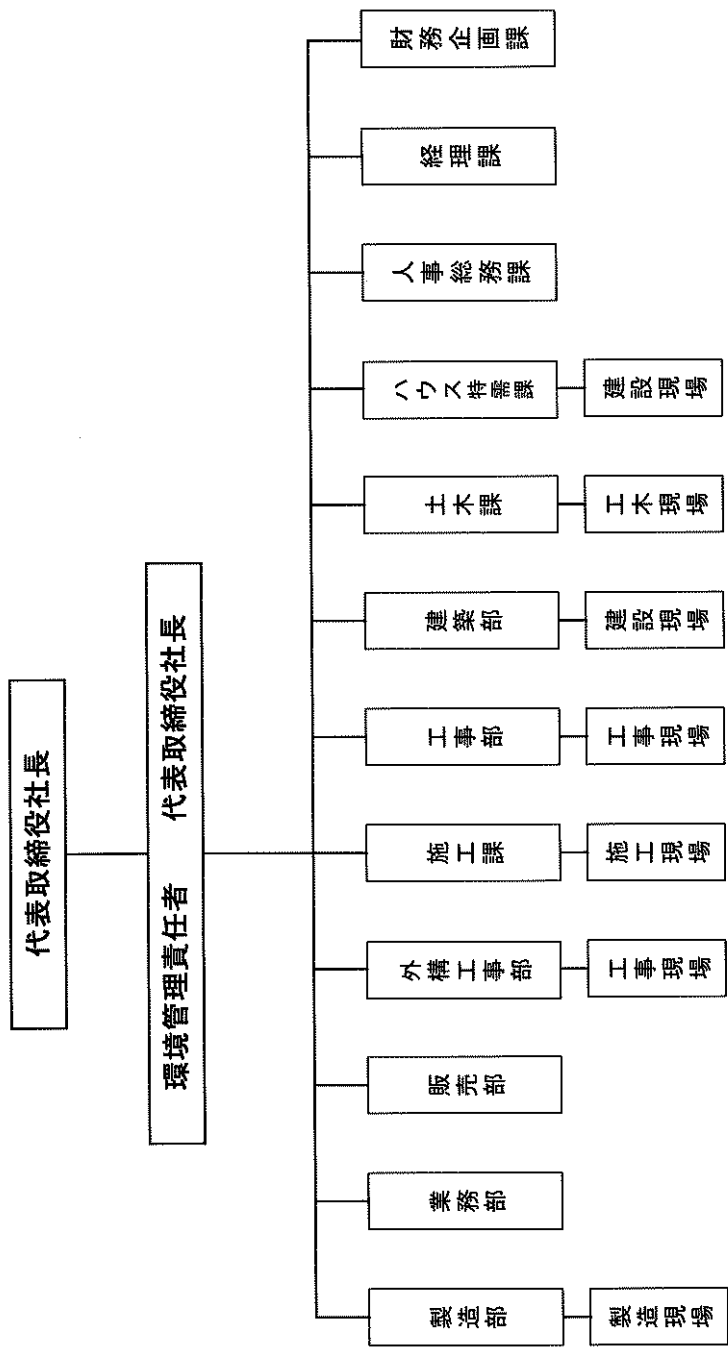 代表取締役社長
環境管理責任者　代表取締役社長
製造部
業務部
販売部
外構工事部
施工課
工事部
建築部
土木課
ハウス特需課
人事総務課
経理課
財務企画課
製造現場
工事現場
施工現場
工事現場
建設現場
工木現場
建設現場